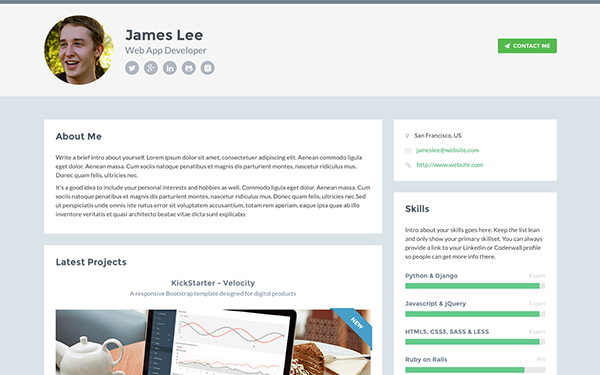 James Lee
Web App Developer
CONTACT ME
About Me
Write a brief intro about yourself. Lorem ipsum dolor sit amet, consectetuer adipiscing elit. Aenean commodo ligula
eget dolor. Aenean massa. Cum sociis natoque penatibus et magnis dis parturient montes, nascetur ridiculus mus.
Donec quam felis, ultricies nec.
It's a good idea to include your personal interests and hobbies as well. Commodo ligula eget dolor. Aenean massa. Cum
sociis natoque penatibus et magnis dis parturient montes, nascetur ridiculus mus. Donec quam felis, ultricies nec.Sed
ut perspiciatis unde omnis iste natus error sit voluptatem accusantium, totam rem aperiam, eaque ipsa quae ab illo
inventore veritatis et quasi architecto beatae vitae dicta sunt explicabo.
Latest Projects
KickStarter - Velocity
A responsive Bootstrap template designed for digital products
NEW
San Francisco, US
jameslee@website.com
http://www.website.com
Skills
Intro about your skills goes here. Keep the list lean
and only show your primary skillset. You can always
provide a link to your Linkedin or Coderwall profile
so people can get more info there.
Python & Django Expert
Javascript & jQuery Expert
HTML5, CSS3, SASS & LESS Expert
Ruby on Rails Pro